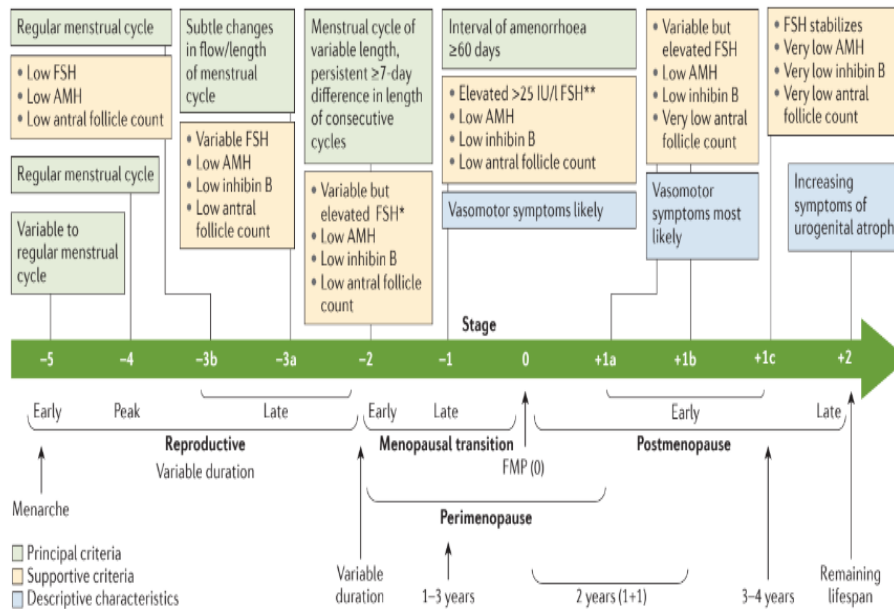 Regular menstrual cycle
• Low FSH
• Low AMH
• Low antral follicle count
Regular menstrual cycle
Variable to
regular menstrual
cycle
Subtle changes
in flow/length
of menstrual
cycle
• Variable FSH
• Low AMH
• Low inhibin B
• Low antral
follicle count
Menstrual cycle of
variable length,
persistent ≥7-day
difference in length
of consecutive
cycles
• Variable but
elevated FSH*
• Low AMH
• Low inhibin B
• Low antral follicle
count
Interval of amenorrhoea
≥60 days
• Elevated >25 IU/l FSH**
• Low AMH
• Low inhibin B
• Low antral follicle count
Vasomotor symptoms likely
• Variable but
elevated FSH
• Low AMH
• Low inhibin B
• Very low antral
follicle count
Vasomotor
symptoms most
likely
• FSH stabilizes
• Very low AMH
• Very low inhibin B
• Very low antral
follicle count
Increasing
symptoms of
urogenital atroph
Stage
−5 −4 −3b −3a −2 −1 0 +1a +1b +1c +2
Early Peak Late Early Late Early Late
Reproductive Menopausal transition Postmenopause
Variable duration FMP (0)
Menarche
Perimenopause
Principal criteria
Supportive criteria
Descriptive characteristics
Variable
duration
1–3 years
2 years (1+1)
3–4 years
Remaining
lifespan